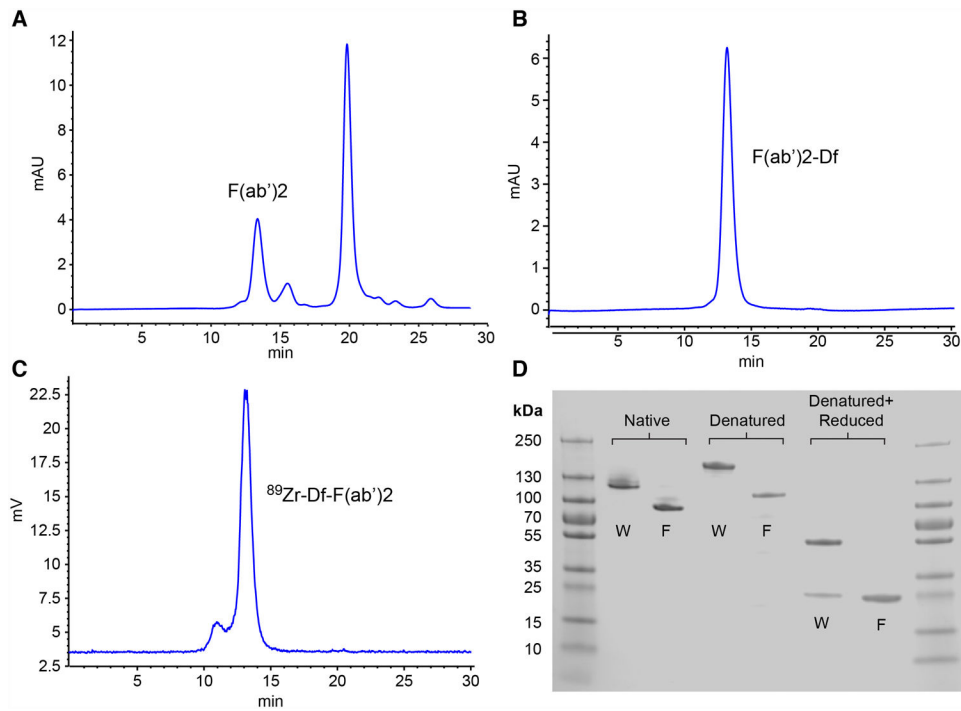 A
12
10
8
6
4
2
0
mAU
F(ab')2
5 10 15 20 25 30
min
B
6
5
4
3
2
1
0
mAU
F(ab')2-Df
5 10 15 20 25 30
min
C
22.5
20
17.5
15
12.5
10
7.5
5
2.5
mV
⁸⁹Zr-Df-F(ab')2
10 20 30
min
D
kDa
250
130
100
70
55
35
25
15
10
Native
Denatured
Denatured+
Reduced
W F W F
W F